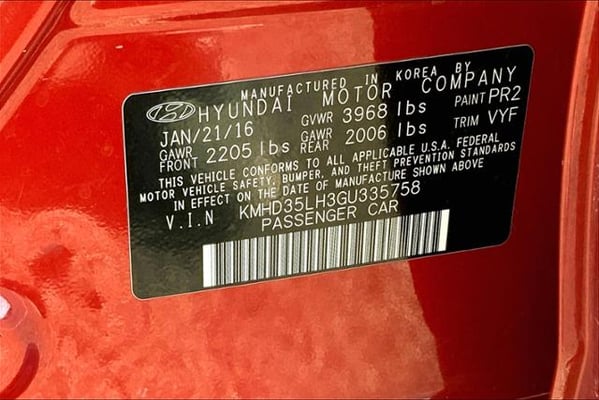 MANUFACTURED IN KOREA BY
HYUNDAI MOTOR COMPANY
JAN/21/16 GVWR 3968 lbs PAINT PR2
GAWR FRONT 2205 lbs GAWR REAR 2006 lbs TRIM VYF
THIS VEHICLE CONFORMS TO ALL APPLICABLE U.S.A. FEDERAL
MOTOR VEHICLE SAFETY, BUMPER, AND THEFT PREVENTION STANDARDS
IN EFFECT ON THE DATE OF MANUFACTURE SHOWN ABOVE
V.I.N KMHD35LH3GU335758
PASSENGER CAR